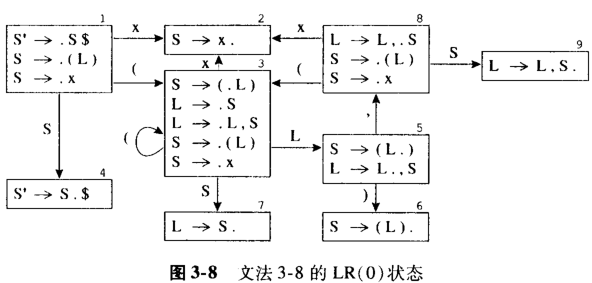 1
S' → .S$
S → .(L)
S → .x
x
(
S
4
S' → S.$
2
S → x.
x
3
S → (.L)
L → .S
L → .L,S
S → .(L)
S → .x
(
S
7
L → S.
L
x
(
8
L → L,.S
S → .(L)
S → .x
S
9
L → L,S.
,
5
S → (L.)
L → L.,S
)
6
S → (L).
图 3-8 文法 3-8 的 LR(0)状态